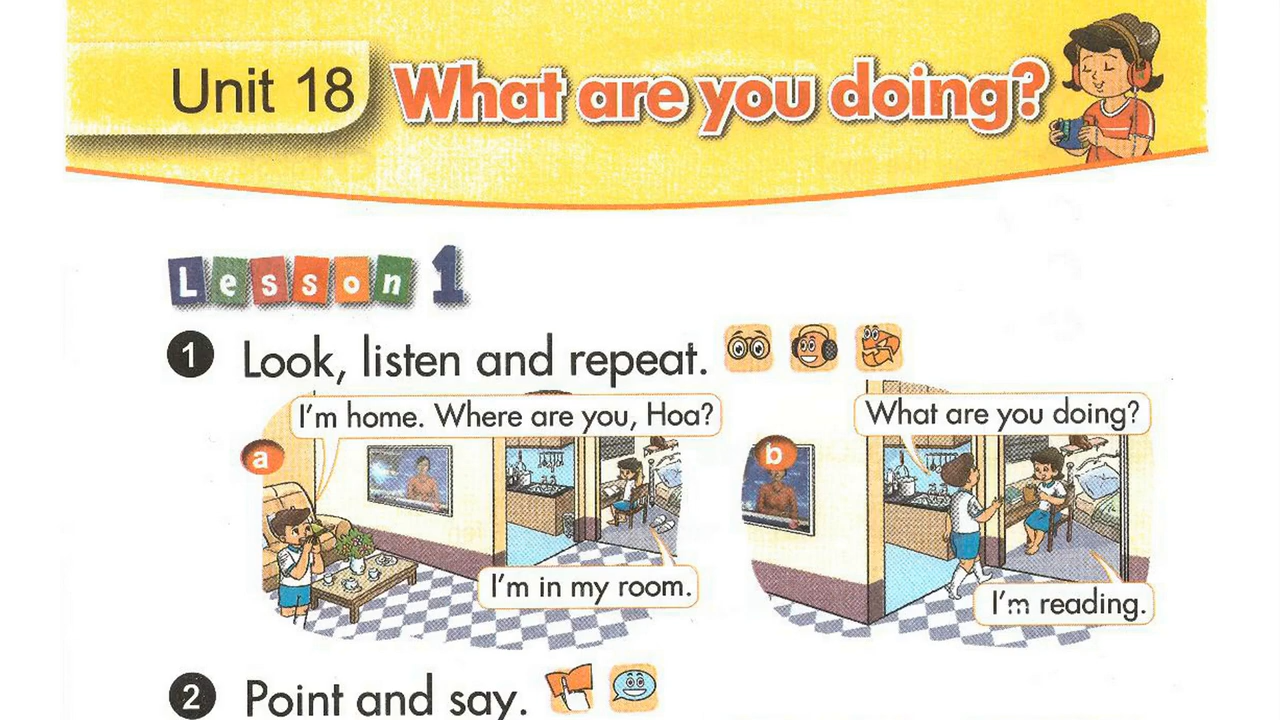 Unit 18 What are you doing?
Lesson 1
1 Look, listen and repeat.
a
I'm home. Where are you, Hoa?
I'm in my room.
b
What are you doing?
I'm reading.
2 Point and say.